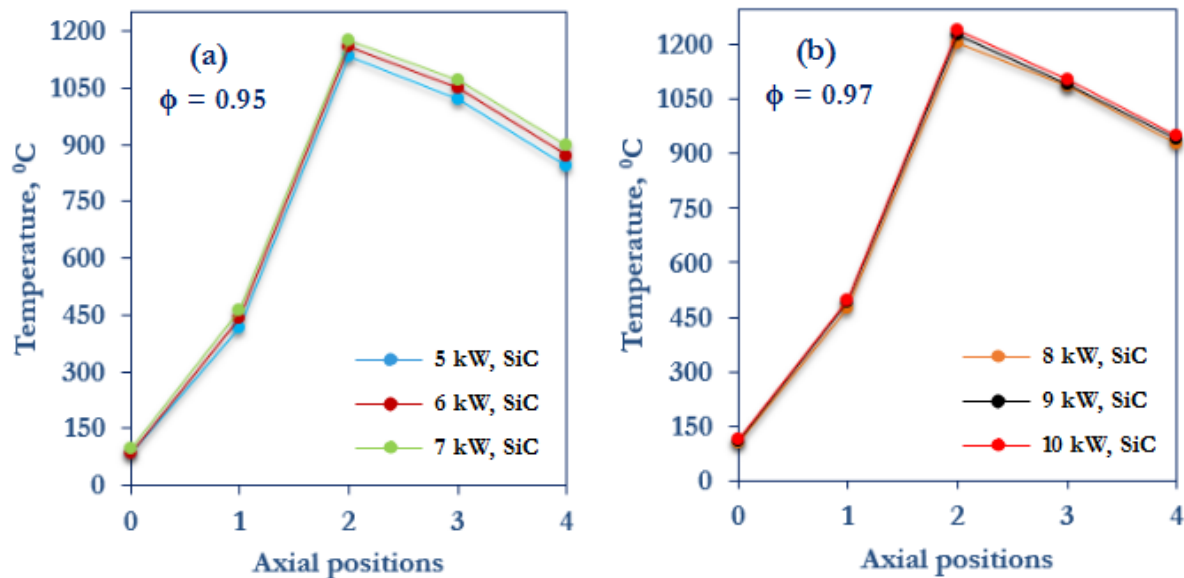 (a)
ϕ = 0.95
1200
1050
900
750
600
450
300
150
0
Temperature, ⁰C
5 kW, SiC
6 kW, SiC
7 kW, SiC
0 1 2 3 4
Axial positions
(b)
ϕ = 0.97
1200
1050
900
750
600
450
300
150
0
Temperature, ⁰C
8 kW, SiC
9 kW, SiC
10 kW, SiC
0 1 2 3 4
Axial positions